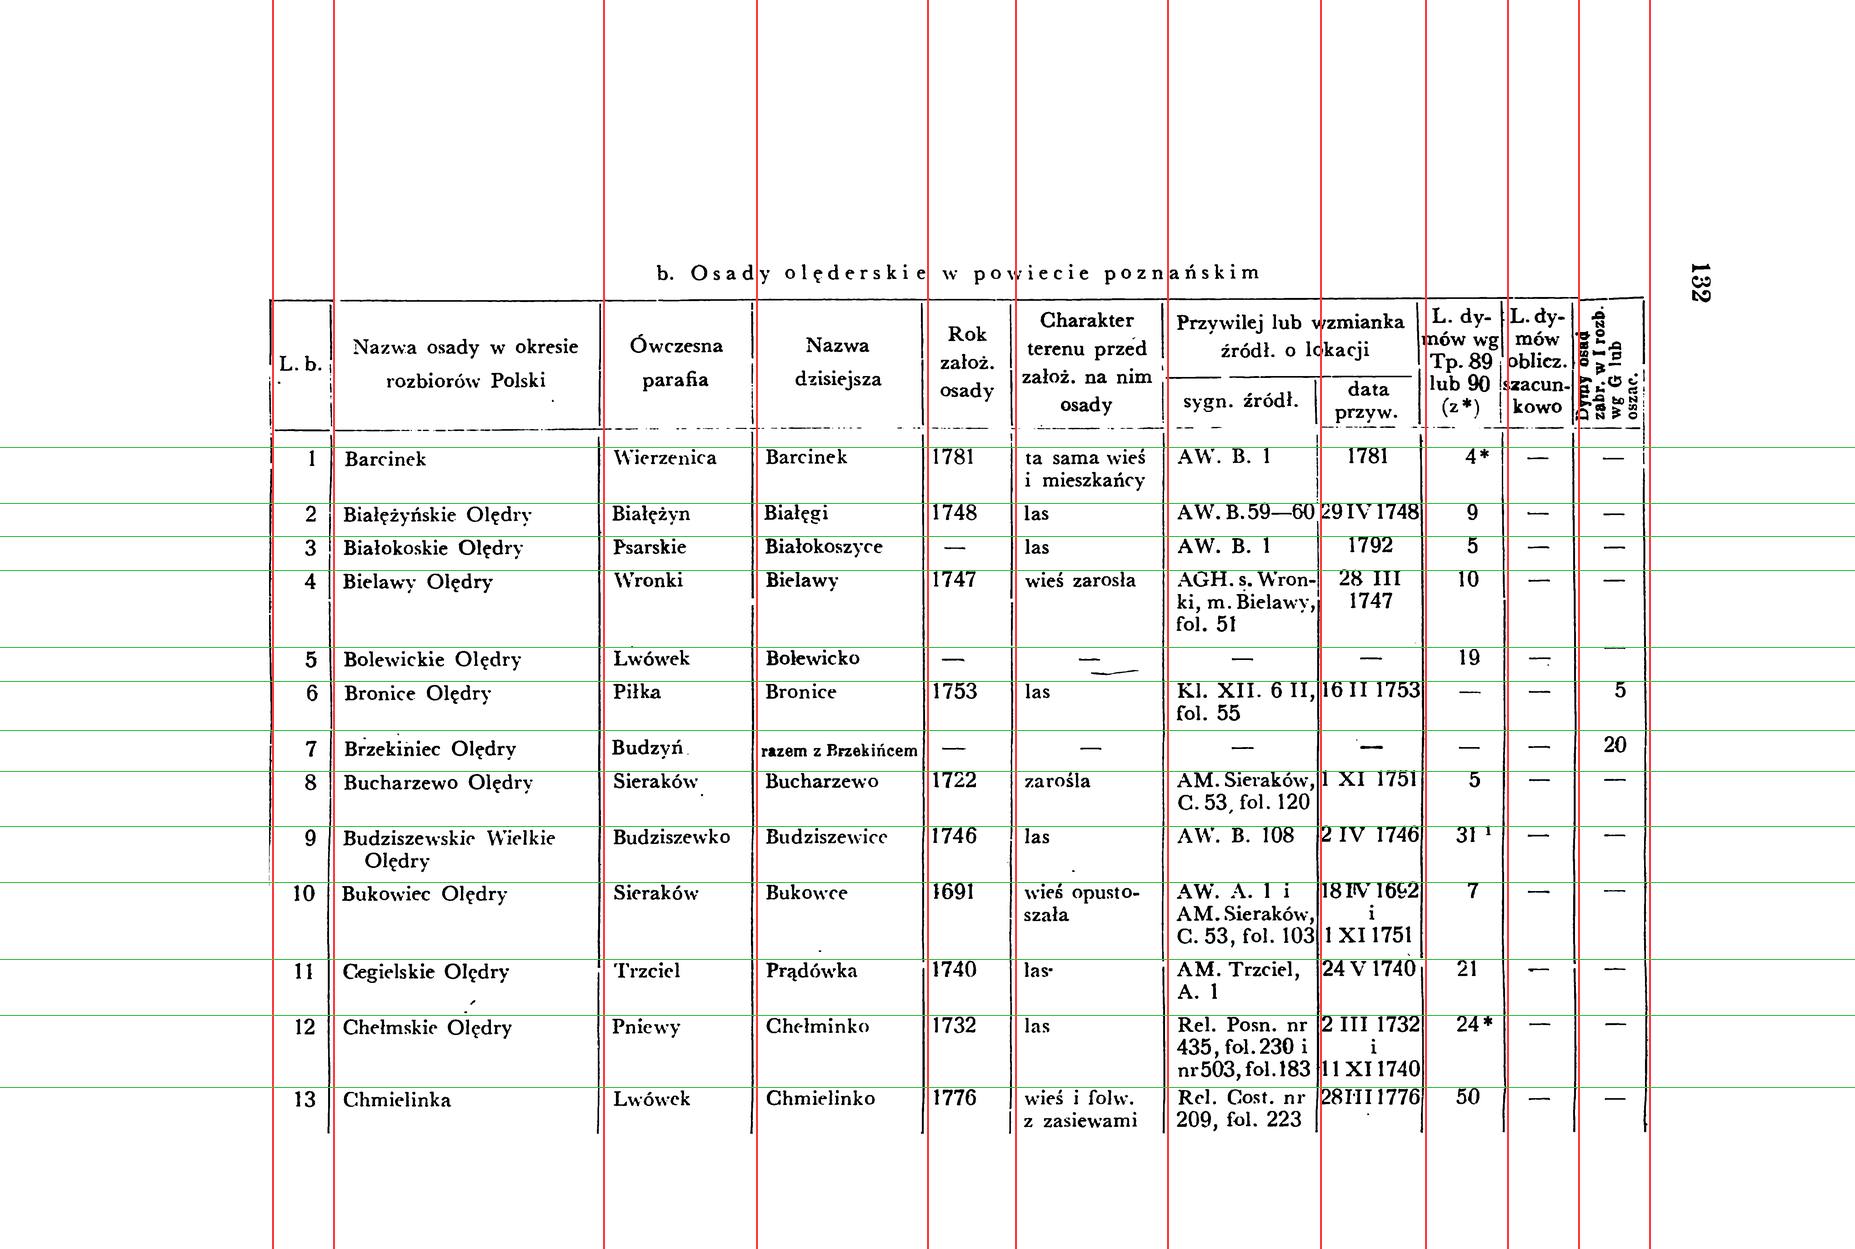 132
b. Osady olęderskie w powiecie poznańskim
L. b. | Nazwa osady w okresie rozbiorów Polski | Ówczesna parafia | Nazwa dzisiejsza | Rok założ. osady | Charakter terenu przed założ. na nim osady | Przywilej lub wzmianka źródł. o lokacji | L. dymów wg Tp. 89 lub 90 (z*) | L. dymów oblicz. szacunkowo | Dymy osad zabr. w I rozb. wg G lub oszac.
sygn. źródł. | data przyw.
1 | Barcinek | Wierzenica | Barcinek | 1781 | ta sama wieś | AW. B. 1 | 1781 | 4* | — | —
i mieszkańcy
2 | Białężyńskie Olędry | Białężyn | Białęgi | 1748 | las | AW. B. 59—60 | 29 IV 1748 | 9 | — | —
3 | Białokoskie Olędry | Psarskie | Białokoszyce | — | las | AW. B. 1 | 1792 | 5 | — | —
4 | Bielawy Olędry | Wronki | Bielawy | 1747 | wieś zarosła | AGH. s. Wron- | 28 III | 10 | — | —
ki, m. Bielawy, | 1747
fol. 51
5 | Bolewickie Olędry | Lwówek | Bolewicko | — | — | — | — | 19 | — | —
6 | Bronice Olędry | Piłka | Bronice | 1753 | las | Kl. XII. 6 II, | 16 II 1753 | — | — | 5
fol. 55
7 | Brzekiniec Olędry | Budzyń | razem z Brzekińcem | — | — | — | — | — | — | 20
8 | Bucharzewo Olędry | Sieraków | Bucharzewo | 1722 | zarośla | AM. Sieraków, | 1 XI 1751 | 5 | — | —
C. 53, fol. 120
9 | Budziszewskie Wielkie | Budziszewko | Budziszewice | 1746 | las | AW. B. 108 | 2 IV 1746 | 31 ¹ | — | —
Olędry
10 | Bukowiec Olędry | Sieraków | Bukowce | 1691 | wieś opusto- | AW. A. 1 i | 18 IV 1692 | 7 | — | —
szała | AM. Sieraków, | i
C. 53, fol. 103 | 1 XI 1751
11 | Cegielskie Olędry | Trzciel | Prądówka | 1740 | las | AM. Trzciel, | 24 V 1740 | 21 | — | —
A. 1
12 | Chełmskie Olędry | Pniewy | Chełminko | 1732 | las | Rel. Posn. nr | 2 III 1732 | 24* | — | —
435, fol. 230 i | i
nr 503, fol. 183 | 11 XI 1740
13 | Chmielinka | Lwówek | Chmielinko | 1776 | wieś i folw. | Rel. Cost. nr | 28 III 1776 | 50 | — | —
z zasiewami | 209, fol. 223